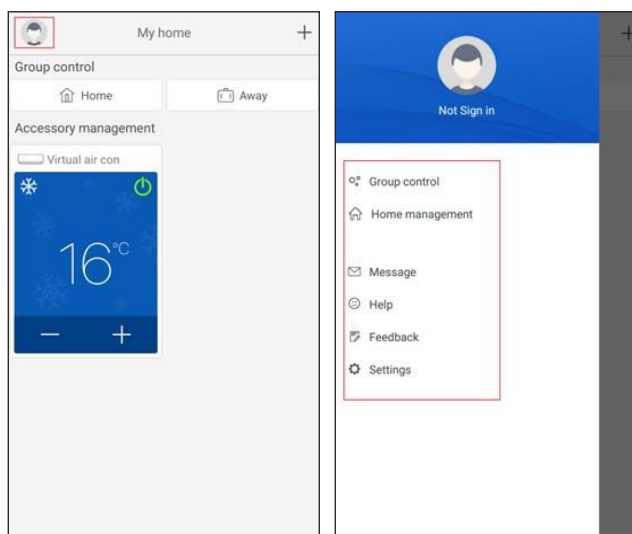 My home
Group control
Home
Away
Accessory management
Virtual air con
16°C
Not Sign in
Group control
Home management
Message
Help
Feedback
Settings